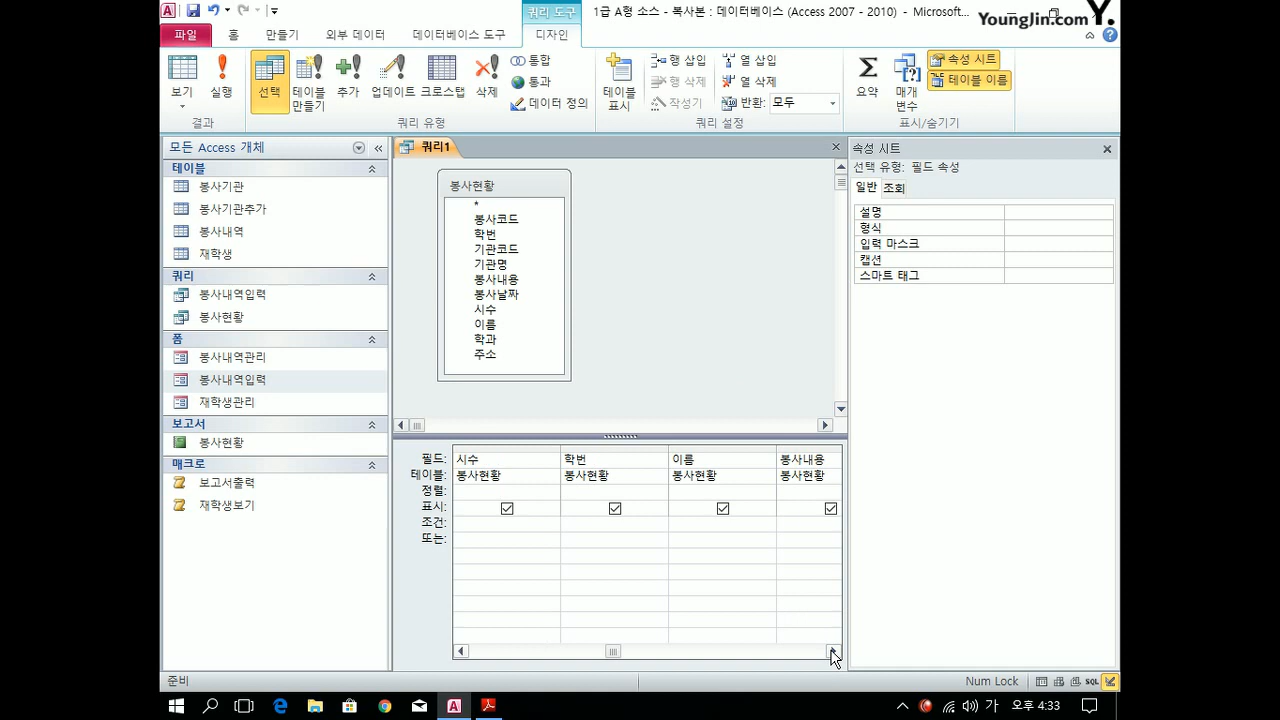 쿼리 도구
1급 A형 소스 - 복사본 : 데이터베이스 (Access 2007 - 2010) - Microsoft...
YoungJin.com Y.
파일 홈 만들기 외부 데이터 데이터베이스 도구 디자인
보기 실행 선택 테이블 만들기 추가 업데이트 크로스탭 삭제
통합
통과
데이터 정의
테이블 표시
행 삽입
행 삭제
작성기
열 삽입
열 삭제
반환: 모두
요약 매개 변수
속성 시트
테이블 이름
결과 쿼리 유형 쿼리 설정 표시/숨기기
모든 Access 개체
테이블
봉사기관
봉사기관추가
봉사내역
재학생
쿼리
봉사내역입력
봉사현황
폼
봉사내역관리
봉사내역입력
재학생관리
보고서
봉사현황
매크로
보고서출력
재학생보기
쿼리1
봉사현황
*
봉사코드
학번
기관코드
기관명
봉사내용
봉사날짜
시수
이름
학과
주소
필드: 시수 학번 이름 봉사내용
테이블: 봉사현황 봉사현황 봉사현황 봉사현황
정렬:
표시:
조건:
또는:
속성 시트
선택 유형: 필드 속성
일반 조회
설명
형식
입력 마스크
캡션
스마트 태그
준비
Num Lock
SQL
가 오후 4:33